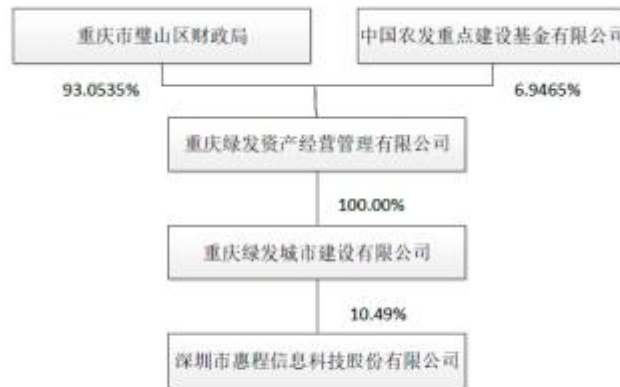 重庆市璧山区财政局
中国农发重点建设基金有限公司
93.0535%
6.9465%
重庆绿发资产经营管理有限公司
100.00%
重庆绿发城市建设有限公司
10.49%
深圳市惠程信息科技股份有限公司